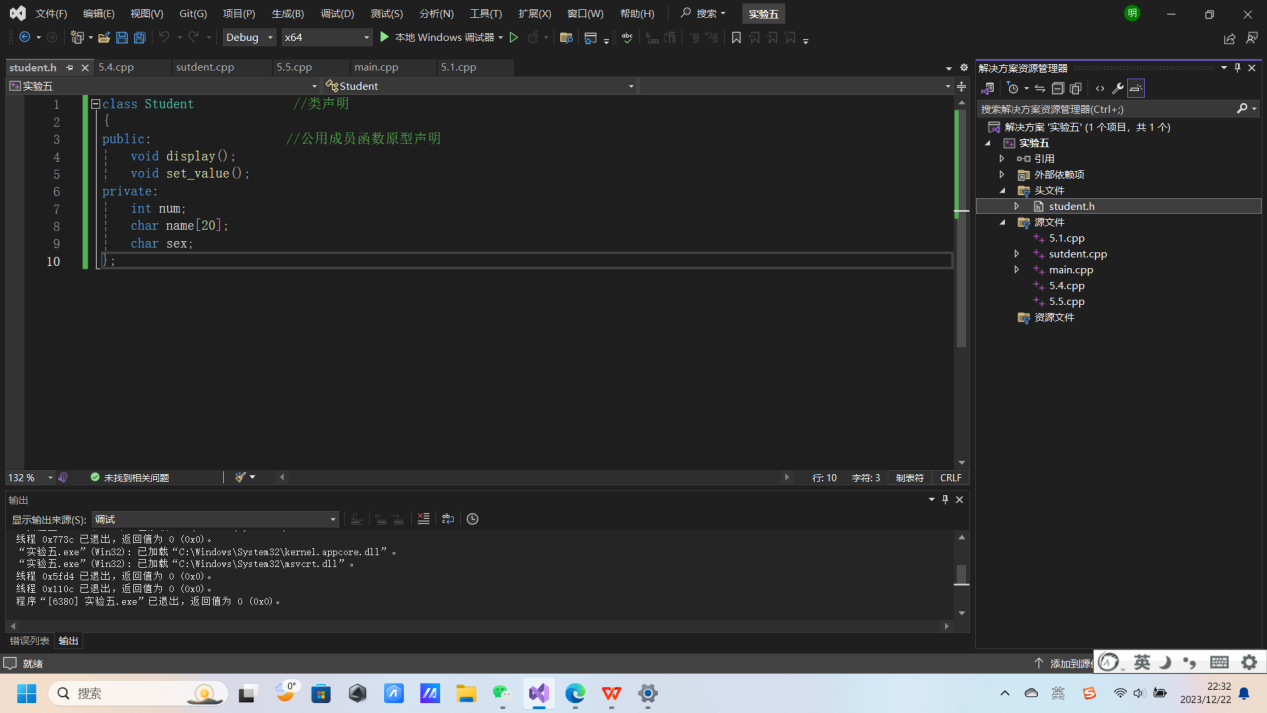 文件(F) 编辑(E) 视图(V) Git(G) 项目(P) 生成(B) 调试(D) 测试(S) 分析(N) 工具(T) 扩展(X) 窗口(W) 帮助(H) 搜索 实验五 明
Debug x64 本地 Windows 调试器
student.h 5.4.cpp sutdent.cpp 5.5.cpp main.cpp 5.1.cpp
实验五 Student
1 class Student //类声明
2 {
3 public: //公用成员函数原型声明
4 void display();
5 void set_value();
6 private:
7 int num;
8 char name[20];
9 char sex;
10 };
132 % 未找到相关问题 行: 10 字符: 3 制表符 CRLF
输出
显示输出来源(S): 调试
线程 0x773c 已退出，返回值为 0 (0x0)。
“实验五.exe”(Win32): 已加载“C:\Windows\System32\kernel.appcore.dll”。
“实验五.exe”(Win32): 已加载“C:\Windows\System32\msvcrt.dll”。
线程 0x5fd4 已退出，返回值为 0 (0x0)。
线程 0x110c 已退出，返回值为 0 (0x0)。
程序“[6380] 实验五.exe”已退出，返回值为 0 (0x0)。
错误列表 输出
就绪 添加到源
解决方案资源管理器
搜索解决方案资源管理器(Ctrl+;)
解决方案 '实验五' (1 个项目，共 1 个)
实验五
引用
外部依赖项
头文件
student.h
源文件
5.1.cpp
sutdent.cpp
main.cpp
5.4.cpp
5.5.cpp
资源文件
英
搜索 0° 英 22:32
2023/12/22